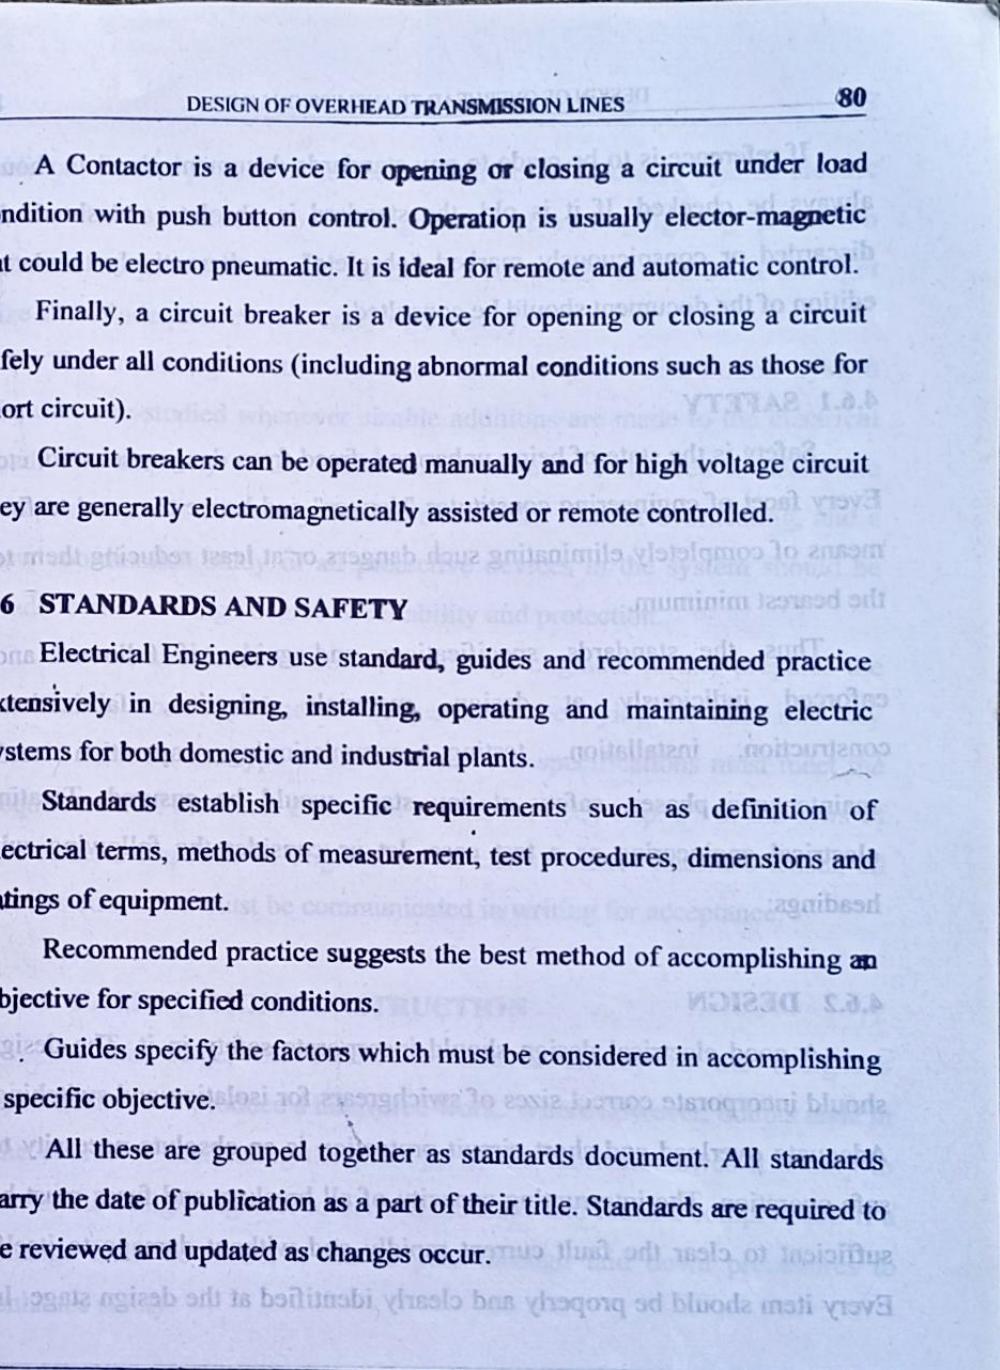 DESIGN OF OVERHEAD TRANSMISSION LINES 80
A Contactor is a device for opening or closing a circuit under load
ndition with push button control. Operation is usually elector-magnetic
t could be electro pneumatic. It is ideal for remote and automatic control.
Finally, a circuit breaker is a device for opening or closing a circuit
fely under all conditions (including abnormal conditions such as those for
ort circuit).
Circuit breakers can be operated manually and for high voltage circuit
ey are generally electromagnetically assisted or remote controlled.
6 STANDARDS AND SAFETY
Electrical Engineers use standard, guides and recommended practice
xtensively in designing, installing, operating and maintaining electric
ystems for both domestic and industrial plants.
Standards establish specific requirements such as definition of
lectrical terms, methods of measurement, test procedures, dimensions and
atings of equipment.
Recommended practice suggests the best method of accomplishing an
bjective for specified conditions.
Guides specify the factors which must be considered in accomplishing
specific objective.
All these are grouped together as standards document. All standards
arry the date of publication as a part of their title. Standards are required to
e reviewed and updated as changes occur.